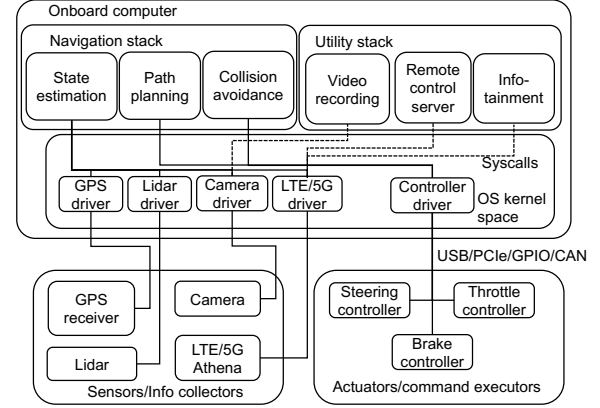 Onboard computer
Navigation stack
Utility stack
State
estimation
Path
planning
Collision
avoidance
Video
recording
Remote
control
server
Info-
tainment
Syscalls
GPS
driver
Lidar
driver
Camera
driver
LTE/5G
driver
Controller
driver
OS kernel
space
USB/PCIe/GPIO/CAN
GPS
receiver
Camera
Lidar
LTE/5G
Athena
Sensors/Info collectors
Steering
controller
Throttle
controller
Brake
controller
Actuators/command executors